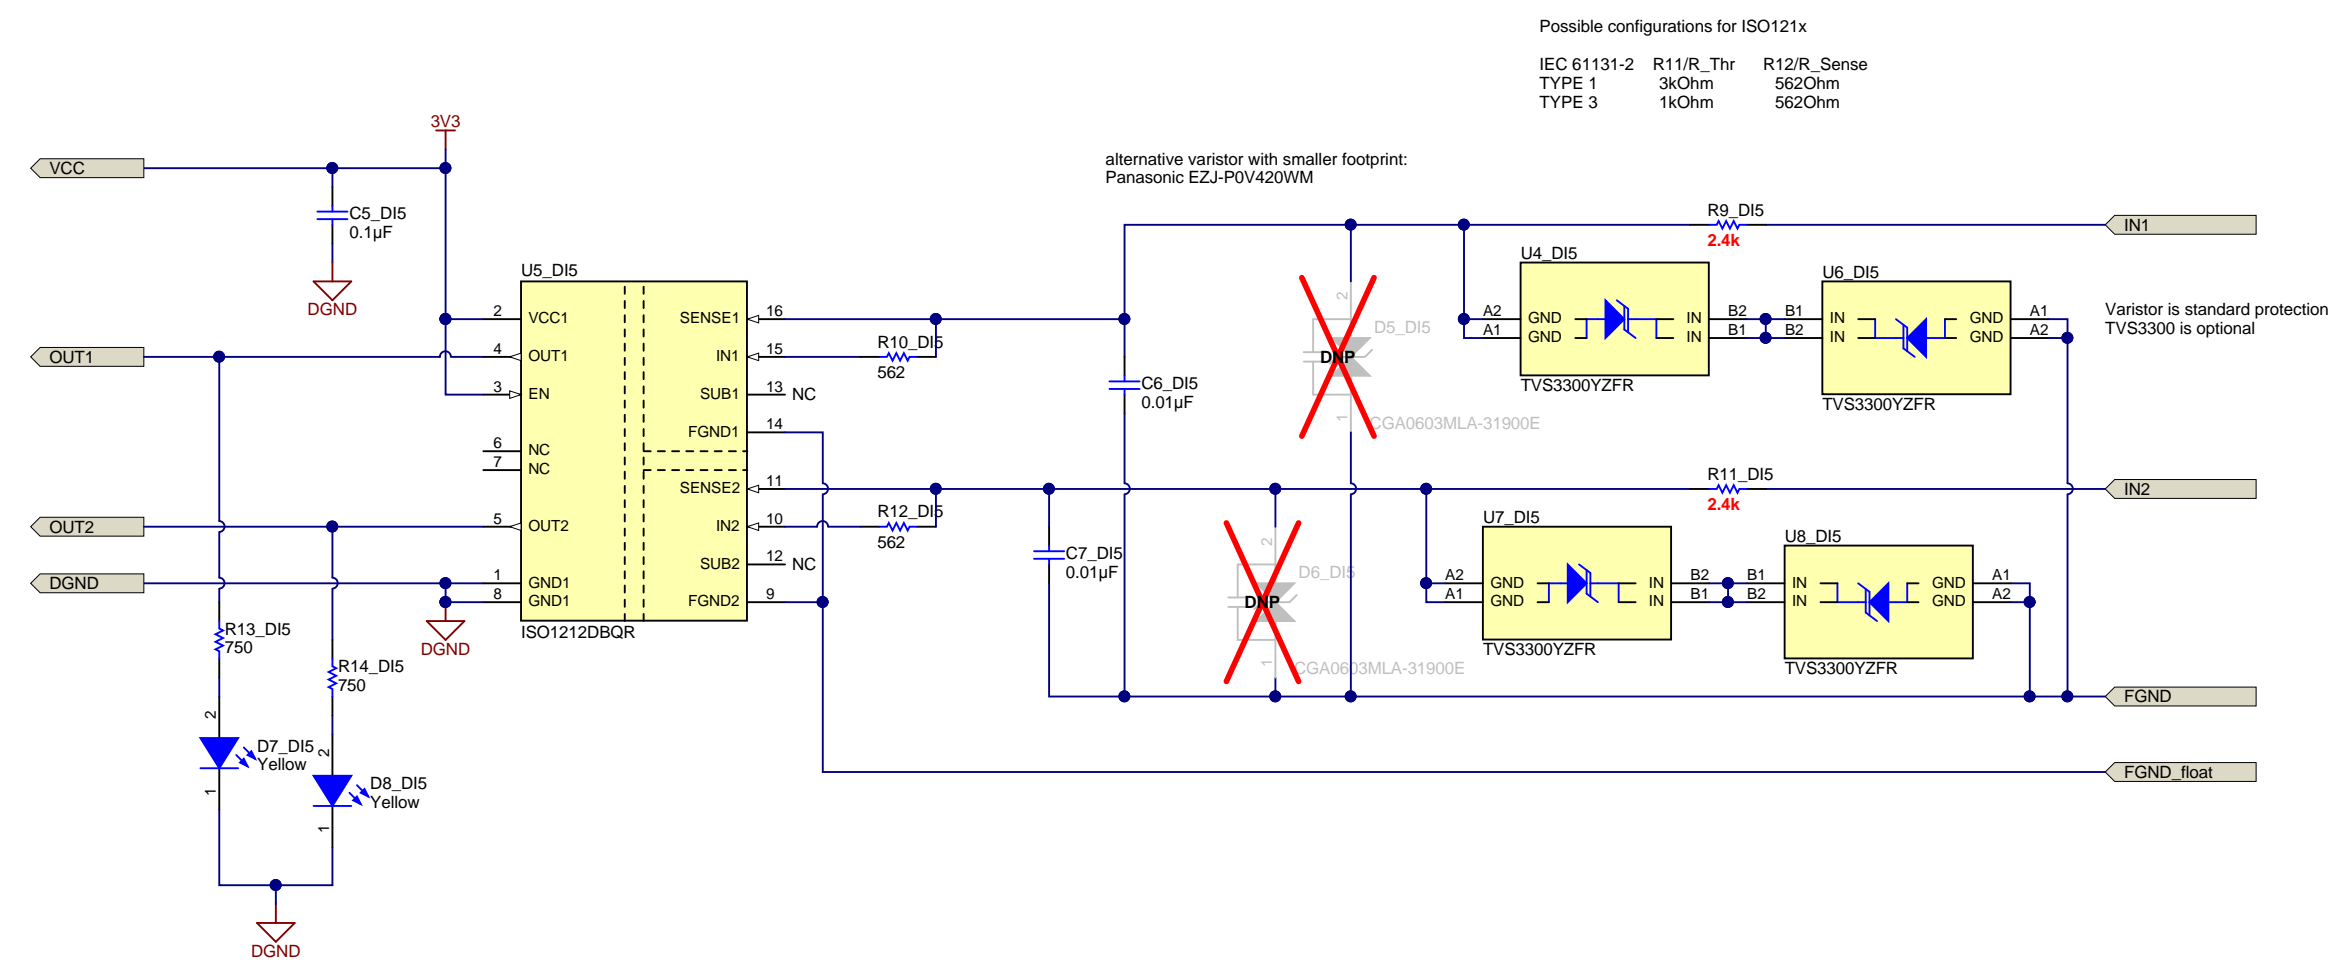 Possible configurations for ISO121x
IEC 61131-2 R11/R_Thr R12/R_Sense
TYPE 1 3kOhm 562Ohm
TYPE 3 1kOhm 562Ohm
3V3
VCC
alternative varistor with smaller footprint:
Panasonic EZJ-P0V420WM
C5_DI5
0.1µF
DGND
R9_DI5
2.4k
IN1
U5_DI5
U4_DI5
U6_DI5
2 VCC1 SENSE1 16
OUT1
4 OUT1 IN1 15
R10_DI5
562
3 EN SUB1 13 NC
FGND1 14
6 NC
7 NC
SENSE2 11
OUT2
5 OUT2 IN2 10
R12_DI5
562
SUB2 12 NC
DGND
1 GND1
8 GND1 FGND2 9
ISO1212DBQR
DGND
C6_DI5
0.01µF
2
D5_DI5
DNP
1
CGA0603MLA-31900E
A2 GND IN B2
A1 GND IN B1
TVS3300YZFR
B1 IN GND A1
B2 IN GND A2
TVS3300YZFR
Varistor is standard protection
TVS3300 is optional
R11_DI5
2.4k
IN2
C7_DI5
0.01µF
2
D6_DI5
DNP
1
CGA0603MLA-31900E
U7_DI5
A2 GND IN B2
A1 GND IN B1
TVS3300YZFR
U8_DI5
B1 IN GND A1
B2 IN GND A2
TVS3300YZFR
FGND
FGND_float
R13_DI5
750
R14_DI5
750
2
D7_DI5
Yellow
1
2
D8_DI5
Yellow
1
DGND